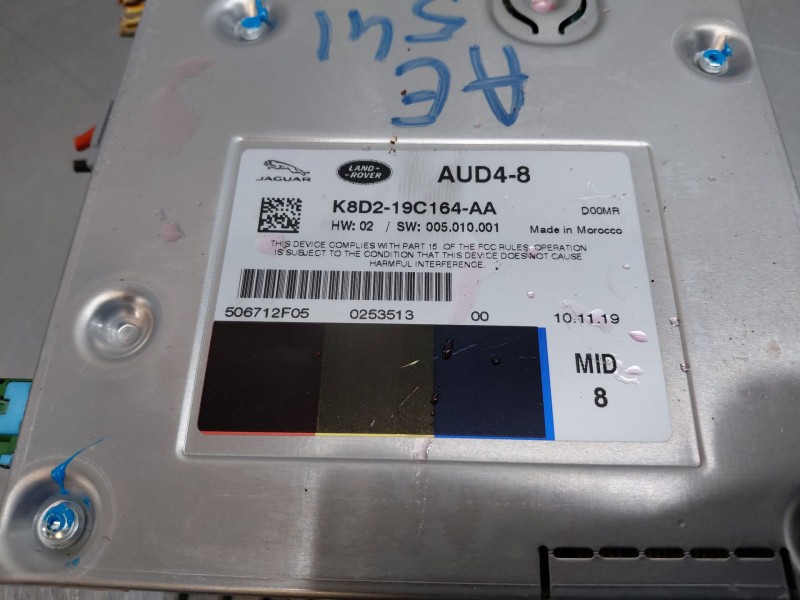 AE
541
JAGUAR
LAND-ROVER
AUD4-8
K8D2-19C164-AA
D00MR
HW: 02 / SW: 005.010.001
Made in Morocco
THIS DEVICE COMPLIES WITH PART 15 OF THE FCC RULES. OPERATION
IS SUBJECT TO THE CONDITION THAT THIS DEVICE DOES NOT CAUSE
HARMFUL INTERFERENCE.
506712F05 0253513 00 10.11.19
MID
8